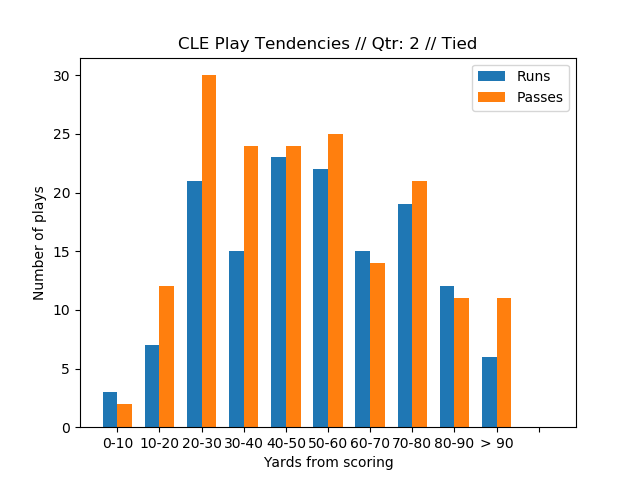 CLE Play Tendencies // Qtr: 2 // Tied
Runs
Passes
30
25
20
15
10
5
0
Number of plays
0-10 10-20 20-30 30-40 40-50 50-60 60-70 70-80 80-90 > 90
Yards from scoring